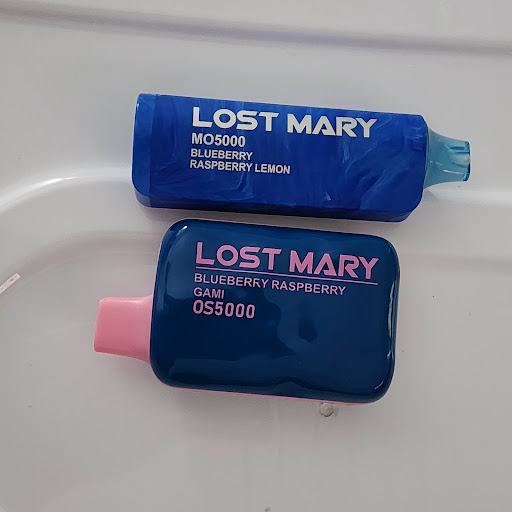 LOST MARY
MO5000
BLUEBERRY
RASPBERRY LEMON
LOST MARY
BLUEBERRY RASPBERRY
GAMI
OS5000